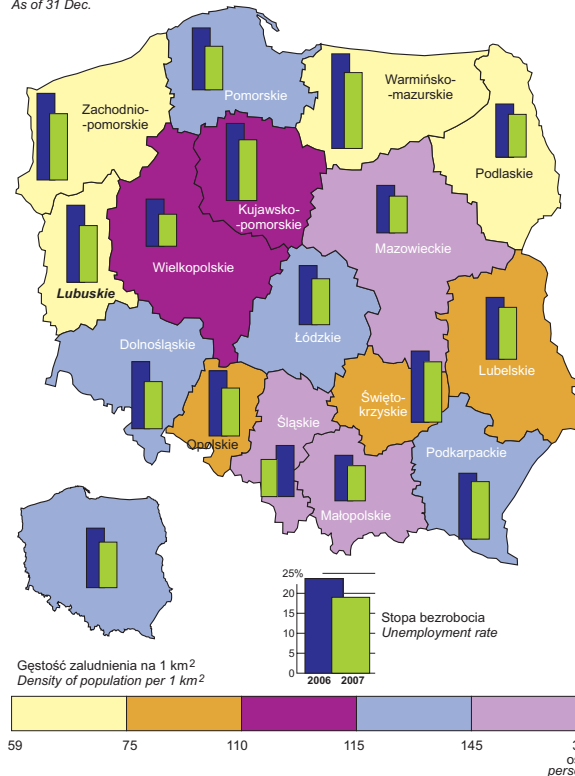 As of 31 Dec.
Pomorskie
Warmińsko-
-mazurskie
Zachodnio-
-pomorskie
Podlaskie
Kujawsko-
-pomorskie
Mazowieckie
Wielkopolskie
Lubuskie
Łódzkie
Dolnośląskie
Lubelskie
Święto-
krzyskie
Śląskie
Opolskie
Podkarpackie
Małopolskie
25%
20
15
10
5
0
2006 2007
Stopa bezrobocia
Unemployment rate
Gęstość zaludnienia na 1 km²
Density of population per 1 km²
59 75 110 115 145